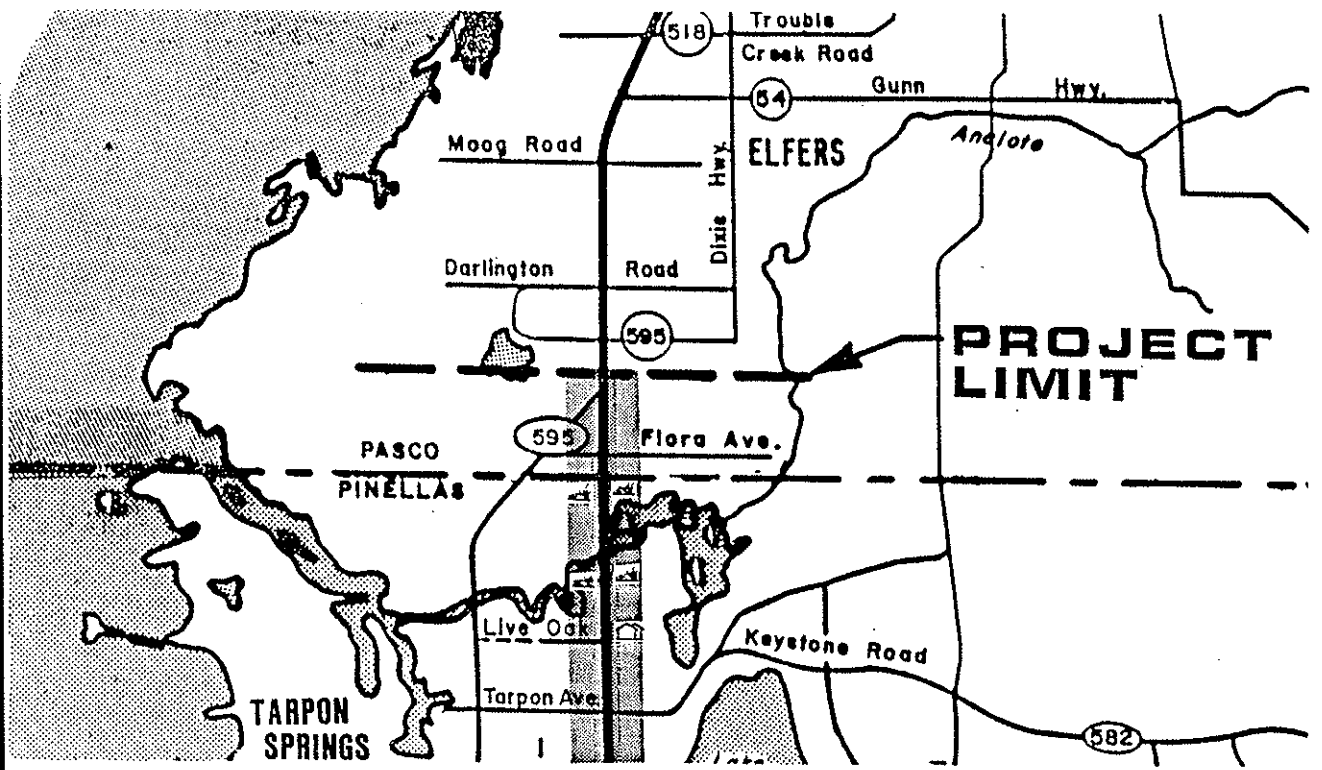 518
Trouble
Creek Road
54
Gunn Hwy.
Moog Road
ELFERS
Anclote
Dixie Hwy.
Darlington Road
595
PROJECT
LIMIT
595
Flora Ave.
PASCO
PINELLAS
Live Oak
Keystone Road
Tarpon Ave.
TARPON
SPRINGS
582
Lake